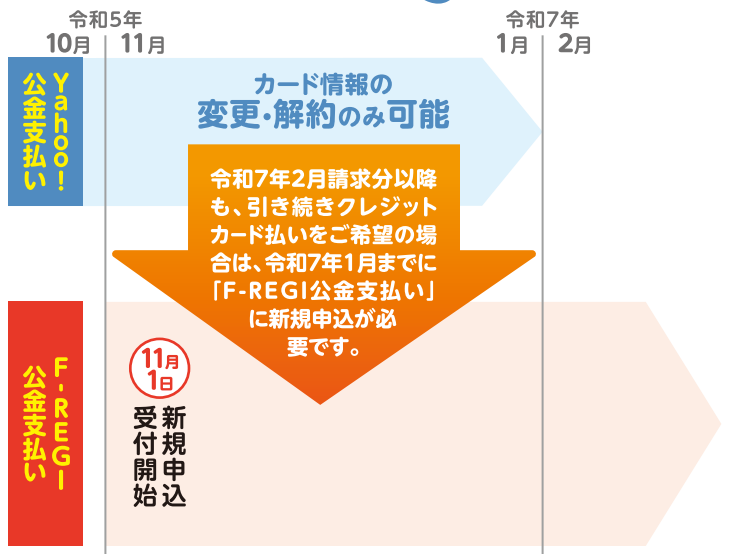 令和5年
10月 11月
令和7年
1月 2月
Yahoo!
公金支払い
カード情報の
変更・解約のみ可能
令和7年2月請求分以降
も、引き続きクレジット
カード払いをご希望の場
合は、令和7年1月までに
「F-REGI公金支払い」
に新規申込が必
要です。
F-REGI
公金支払い
11月
1日
新規申込
受付開始